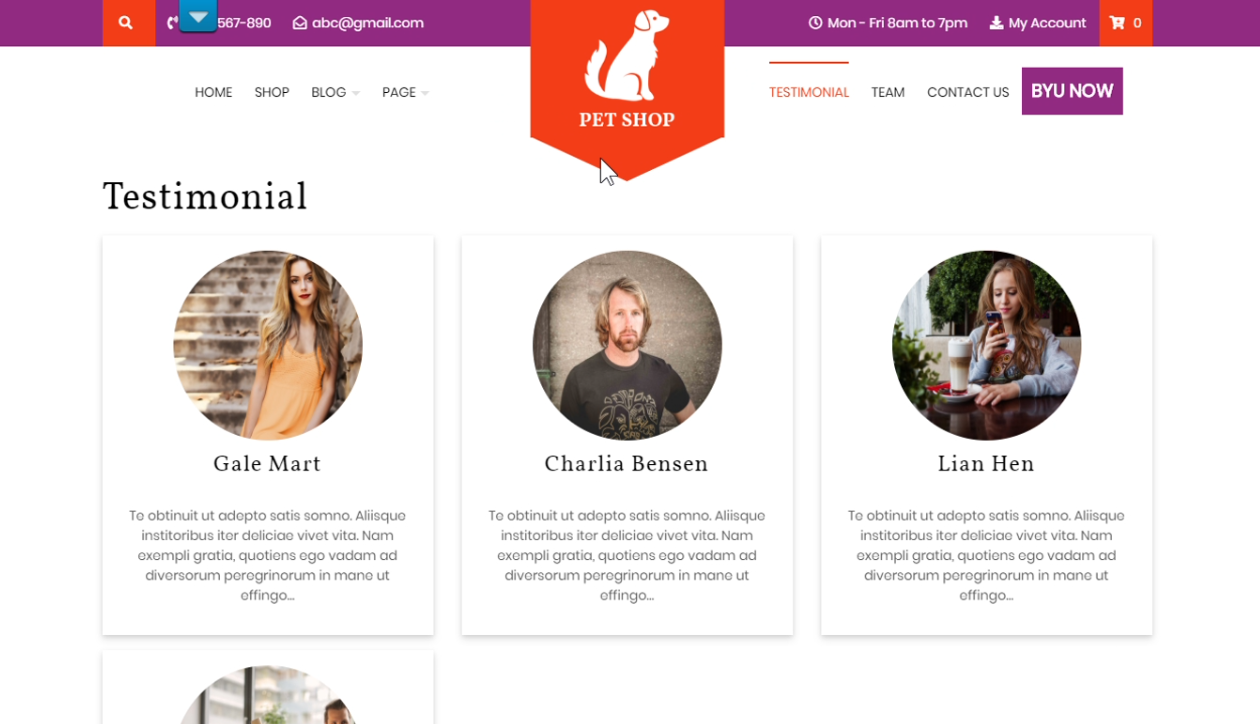 567-890
abc@gmail.com
Mon - Fri 8am to 7pm
My Account
0
HOME
SHOP
BLOG
PAGE
PET SHOP
TESTIMONIAL
TEAM
CONTACT US
BYU NOW
Testimonial
Gale Mart
Te obtinuit ut adepto satis somno. Aliisque
institoribus iter deliciae vivet vita. Nam
exempli gratia, quotiens ego vadam ad
diversorum peregrinorum in mane ut
effingo...
Charlia Bensen
Te obtinuit ut adepto satis somno. Aliisque
institoribus iter deliciae vivet vita. Nam
exempli gratia, quotiens ego vadam ad
diversorum peregrinorum in mane ut
effingo...
Lian Hen
Te obtinuit ut adepto satis somno. Aliisque
institoribus iter deliciae vivet vita. Nam
exempli gratia, quotiens ego vadam ad
diversorum peregrinorum in mane ut
effingo...